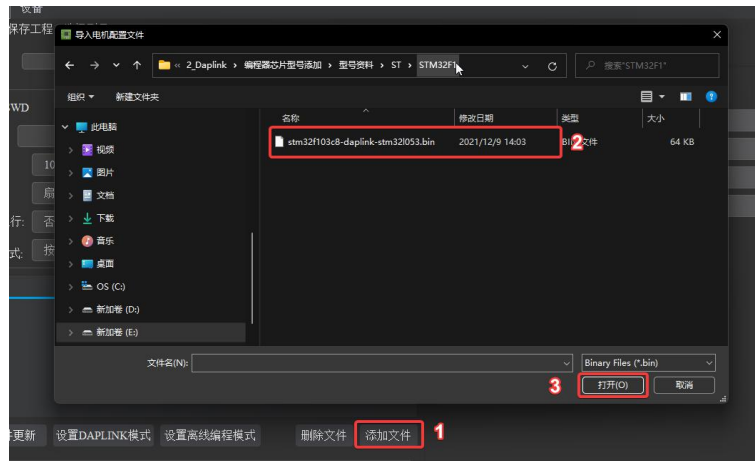 设备
保存工程
导入电机配置文件
« 2_Daplink › 编程器芯片型号添加 › 型号资料 › ST › STM32F1
搜索"STM32F1"
组织 新建文件夹
SWD
名称 修改日期 类型 大小
此电脑
stm32f103c8-daplink-stm32l053.bin 2021/12/9 14:03 BIN 文件 64 KB
2
视频
图片
10
文档
扇
下载
行: 否
音乐
式: 按
桌面
OS (C:)
新加卷 (D:)
新加卷 (E:)
文件名(N): Binary Files (*.bin)
3 打开(O) 取消
更新 设置DAPLINK模式 设置离线编程模式 删除文件 添加文件 1